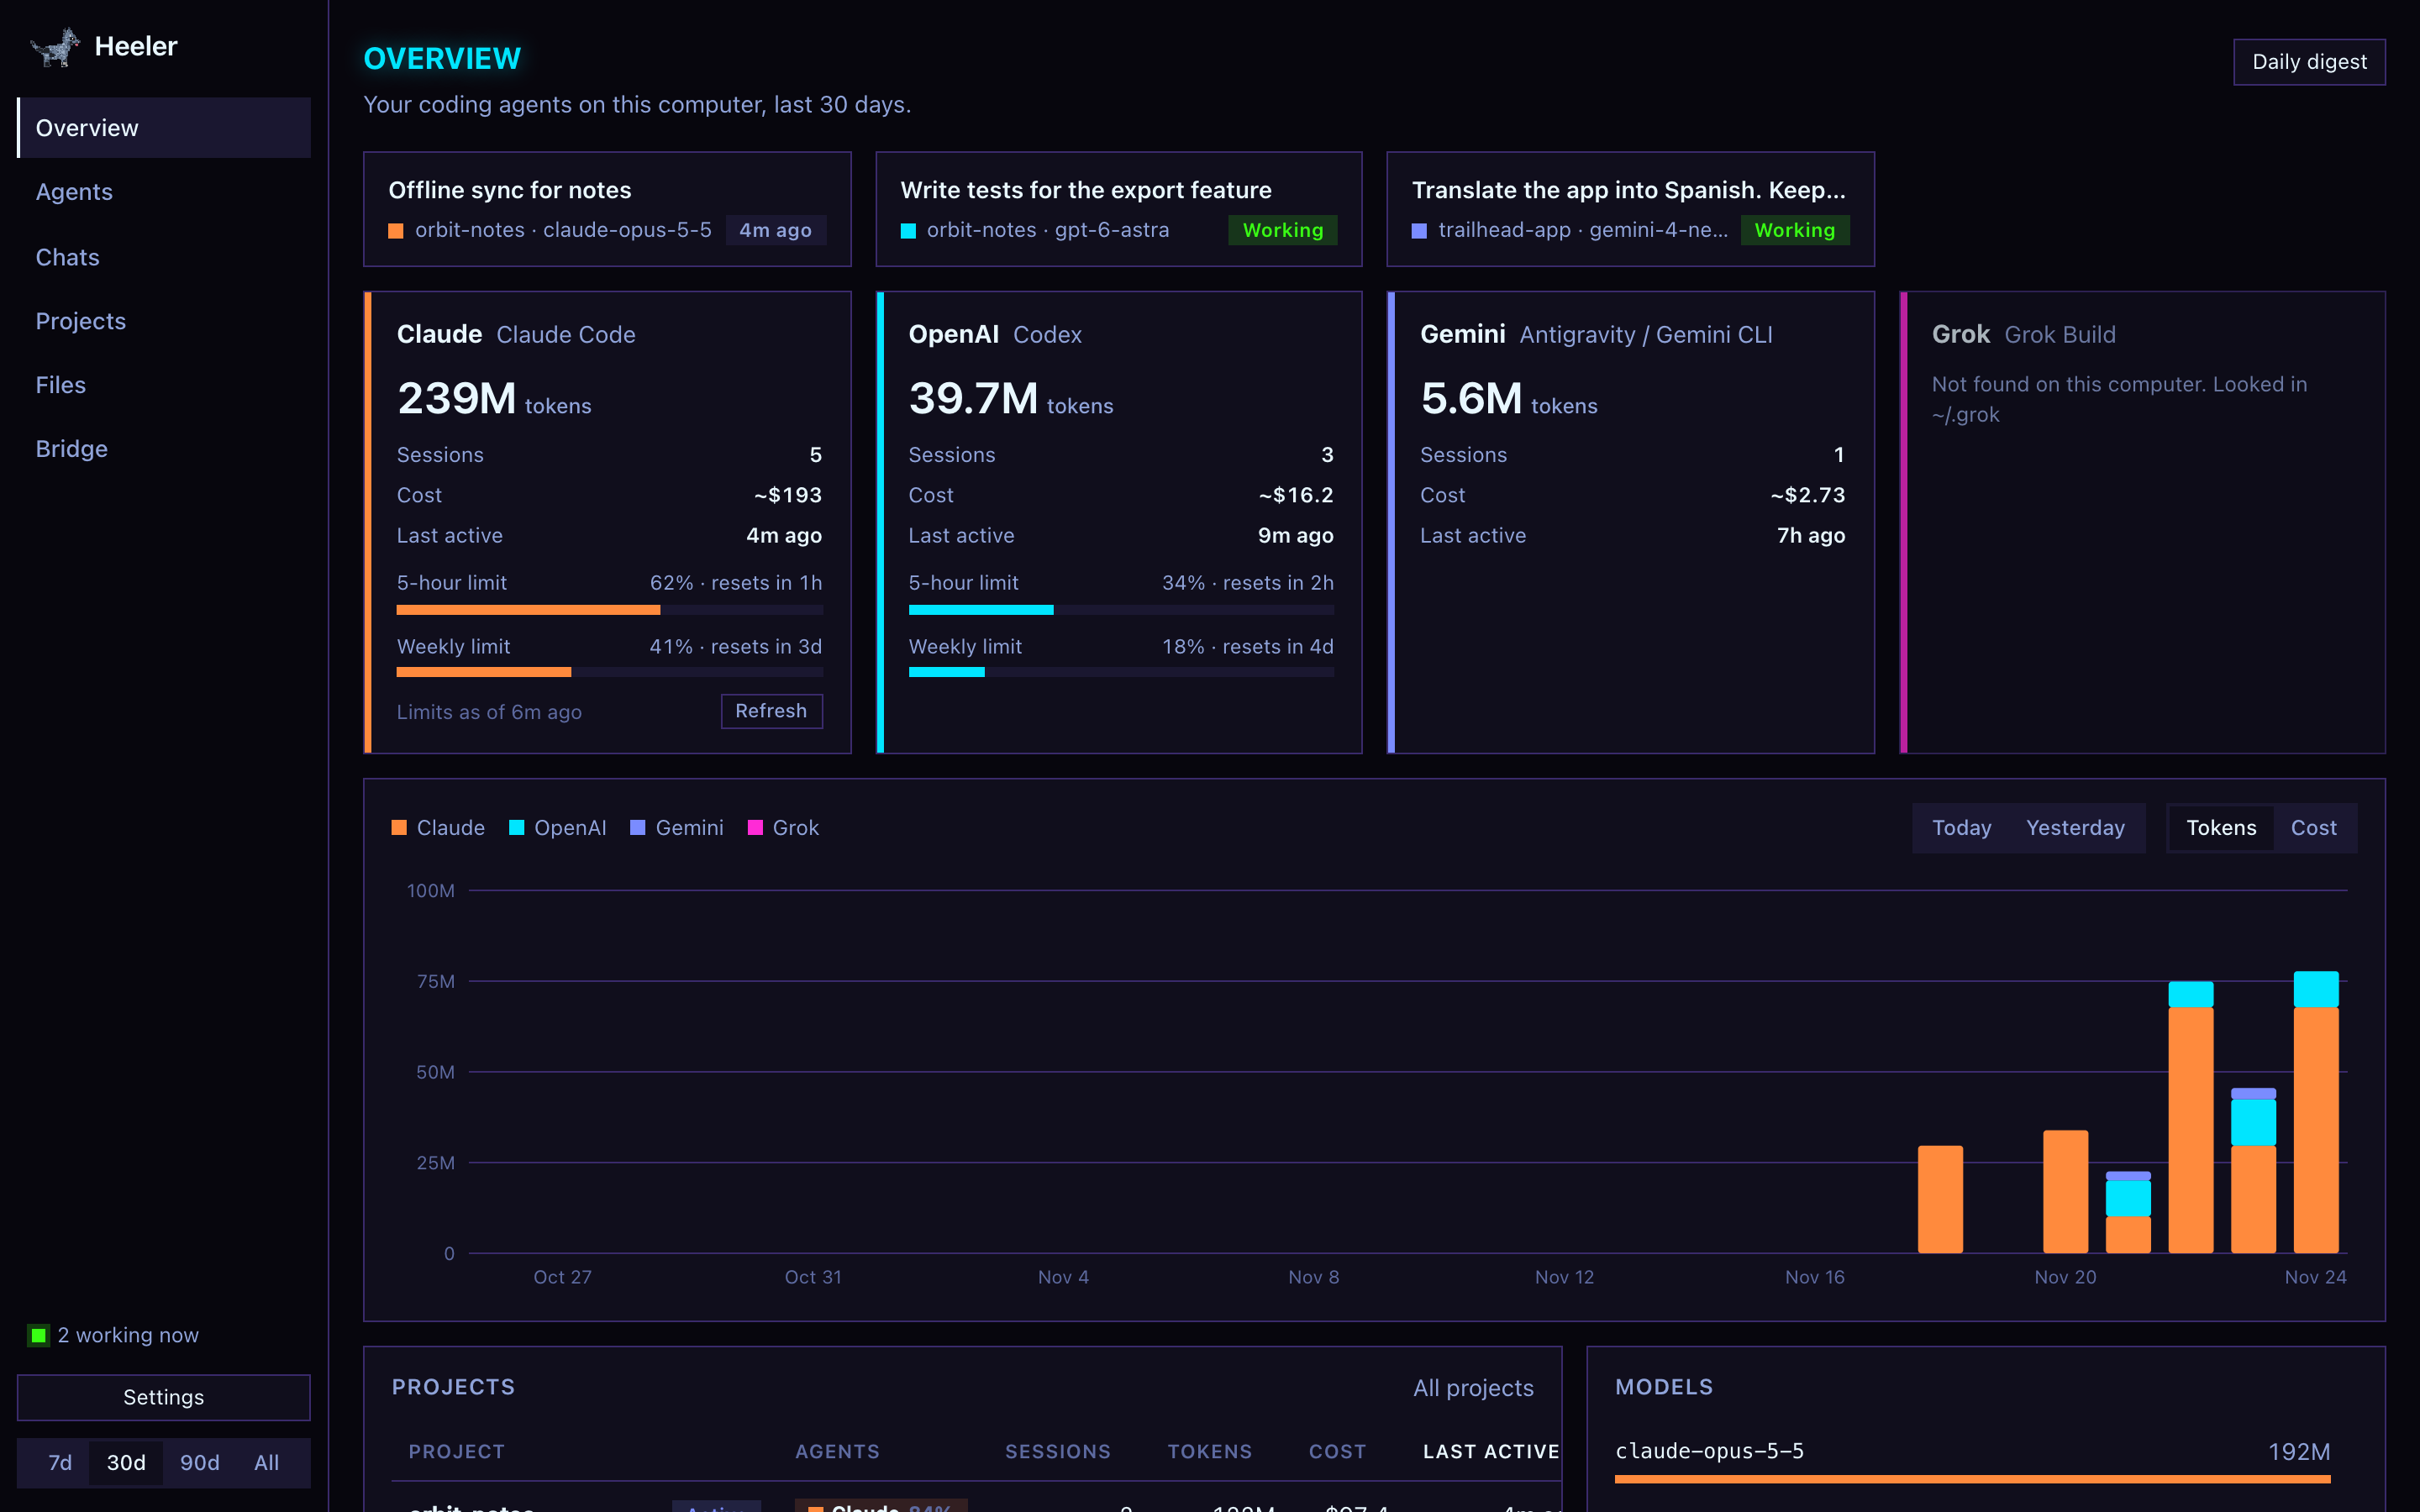 Heeler
Overview
Agents
Chats
Projects
Files
Bridge
2 working now
Settings
7d 30d 90d All
OVERVIEW
Your coding agents on this computer, last 30 days.
Daily digest
Offline sync for notes
orbit-notes · claude-opus-5-5 4m ago
Write tests for the export feature
orbit-notes · gpt-6-astra Working
Translate the app into Spanish. Keep...
trailhead-app · gemini-4-ne... Working
Claude Claude Code
239M tokens
Sessions 5
Cost ~$193
Last active 4m ago
5-hour limit 62% · resets in 1h
Weekly limit 41% · resets in 3d
Limits as of 6m ago Refresh
OpenAI Codex
39.7M tokens
Sessions 3
Cost ~$16.2
Last active 9m ago
5-hour limit 34% · resets in 2h
Weekly limit 18% · resets in 4d
Gemini Antigravity / Gemini CLI
5.6M tokens
Sessions 1
Cost ~$2.73
Last active 7h ago
Grok Grok Build
Not found on this computer. Looked in
~/.grok
Claude OpenAI Gemini Grok
Today Yesterday Tokens Cost
100M
75M
50M
25M
0
Oct 27 Oct 31 Nov 4 Nov 8 Nov 12 Nov 16 Nov 20 Nov 24
PROJECTS All projects
PROJECT AGENTS SESSIONS TOKENS COST LAST ACTIVE
orbit-notes Active Claude 84%
MODELS
claude-opus-5-5 192M